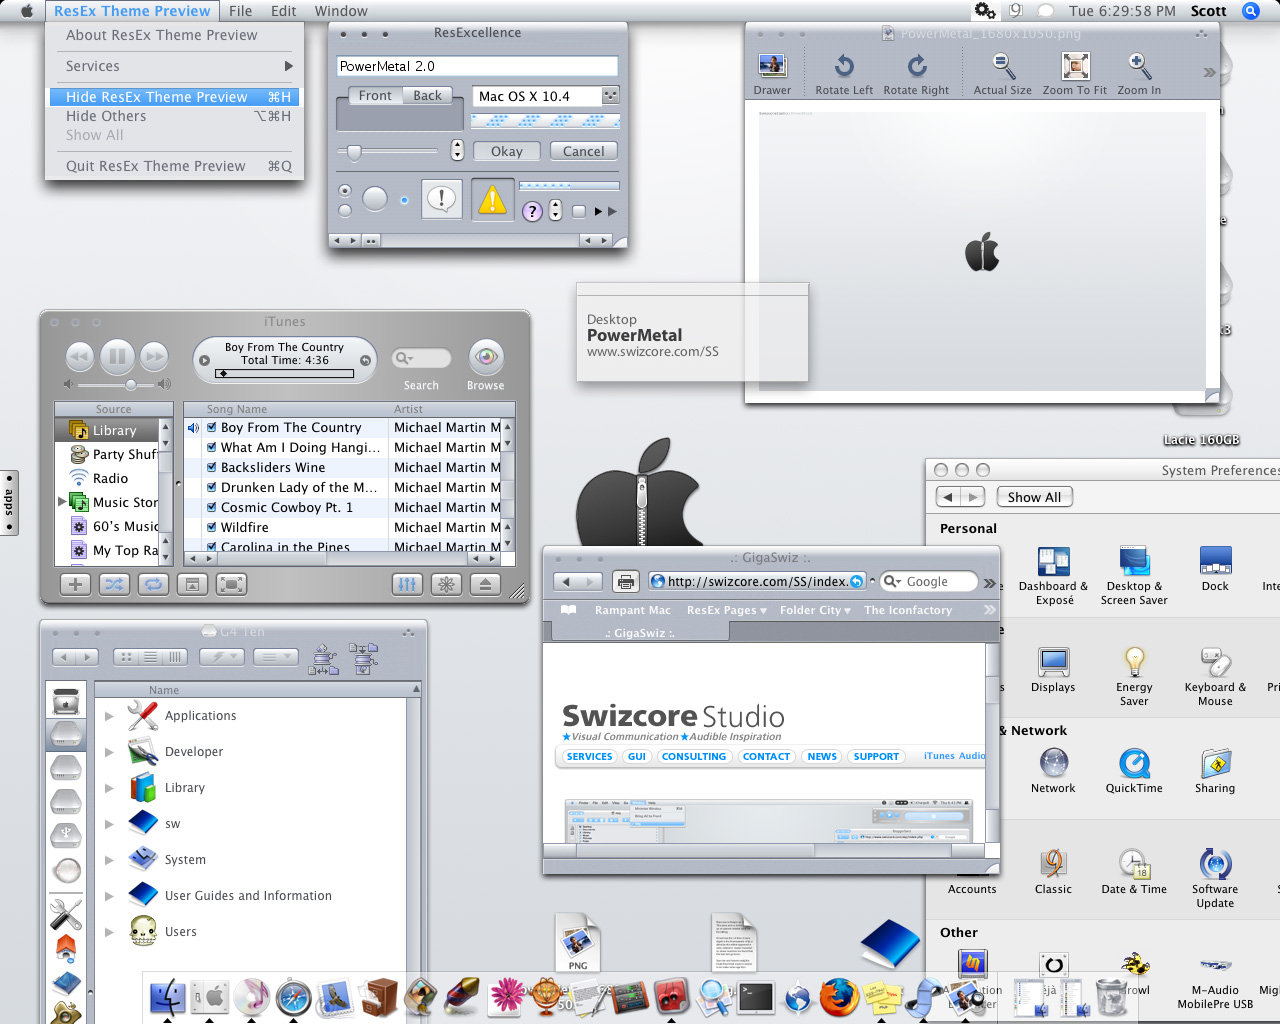 ResEx Theme Preview File Edit Window
Tue 6:29:58 PM Scott
About ResEx Theme Preview
Services
Hide ResEx Theme Preview ⌘H
Hide Others ⌥⌘H
Show All
Quit ResEx Theme Preview ⌘Q
ResExcellence
PowerMetal 2.0
Front Back
Mac OS X 10.4
Okay Cancel
PowerMetal_1680x1050.png
Drawer Rotate Left Rotate Right Actual Size Zoom To Fit Zoom In
Desktop
PowerMetal
www.swizcore.com/SS
Lacie 160GB
apps
iTunes
Boy From The Country
Total Time: 4:36
Search
Browse
Source
Library
Party Shuf
Radio
Music Stor
60's Music
My Top Ra
Song Name Artist
Boy From The Country Michael Martin M
What Am I Doing Hangi... Michael Martin M
Backsliders Wine Michael Martin M
Drunken Lady of the M... Michael Martin M
Cosmic Cowboy Pt. 1 Michael Martin M
Wildfire Michael Martin M
Carolina in the Pines Michael Martin M
G4 Ten
Name
Applications
Developer
Library
sw
System
User Guides and Information
Users
.: GigaSwiz :.
http://swizcore.com/SS/index.
Google
Rampant Mac ResEx Pages Folder City The Iconfactory
.: GigaSwiz :.
Swizcore Studio
★Visual Communication ★Audible Inspiration
SERVICES GUI CONSULTING CONTACT NEWS SUPPORT iTunes Audio
System Preferences
Show All
Personal
Dashboard & Exposé
Desktop & Screen Saver
Dock
Inte
Displays
Energy Saver
Keyboard & Mouse
Pri
& Network
Network
QuickTime
Sharing
Accounts
Classic
Date & Time
Software Update
Other
M-Audio MobilePre USB
Migh
PNG